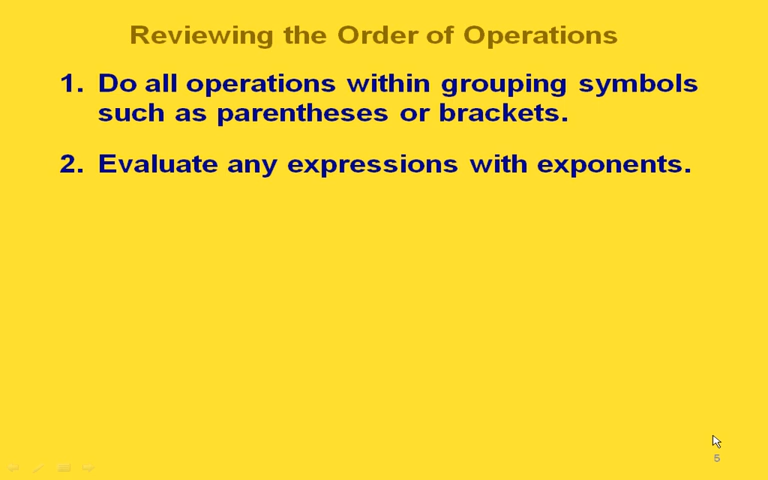 Reviewing the Order of Operations
1. Do all operations within grouping symbols
such as parentheses or brackets.
2. Evaluate any expressions with exponents.
5